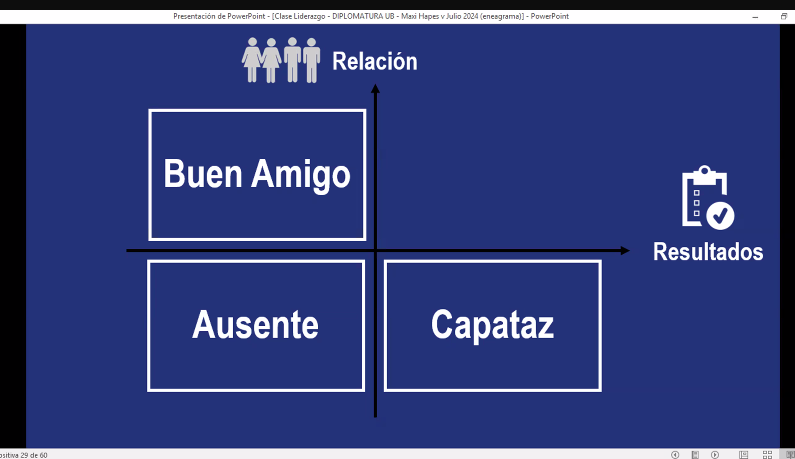 Presentación de PowerPoint - [Clase Liderazgo - DIPLOMATURA UB - Maxi Hapes v Julio 2024 (eneagrama)] - PowerPoint
Relación
Buen Amigo
Resultados
Ausente
Capataz
ositiva 29 de 60